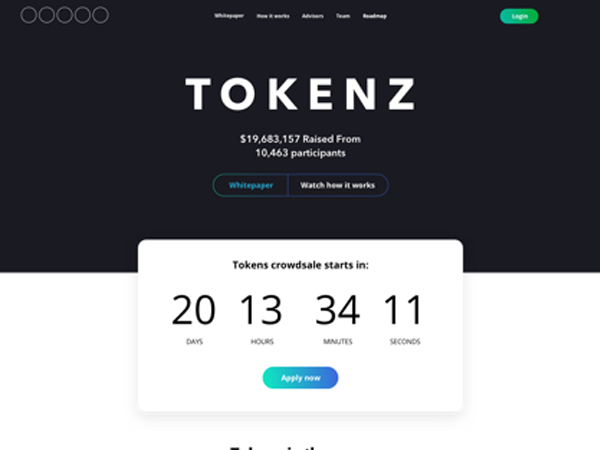 Whitepaper How it works Advisors Team Roadmap Login
TOKENZ
$19,683,157 Raised From
10,463 participants
Whitepaper Watch how it works
Tokens crowdsale starts in:
20 13 34 11
DAYS HOURS MINUTES SECONDS
Apply now